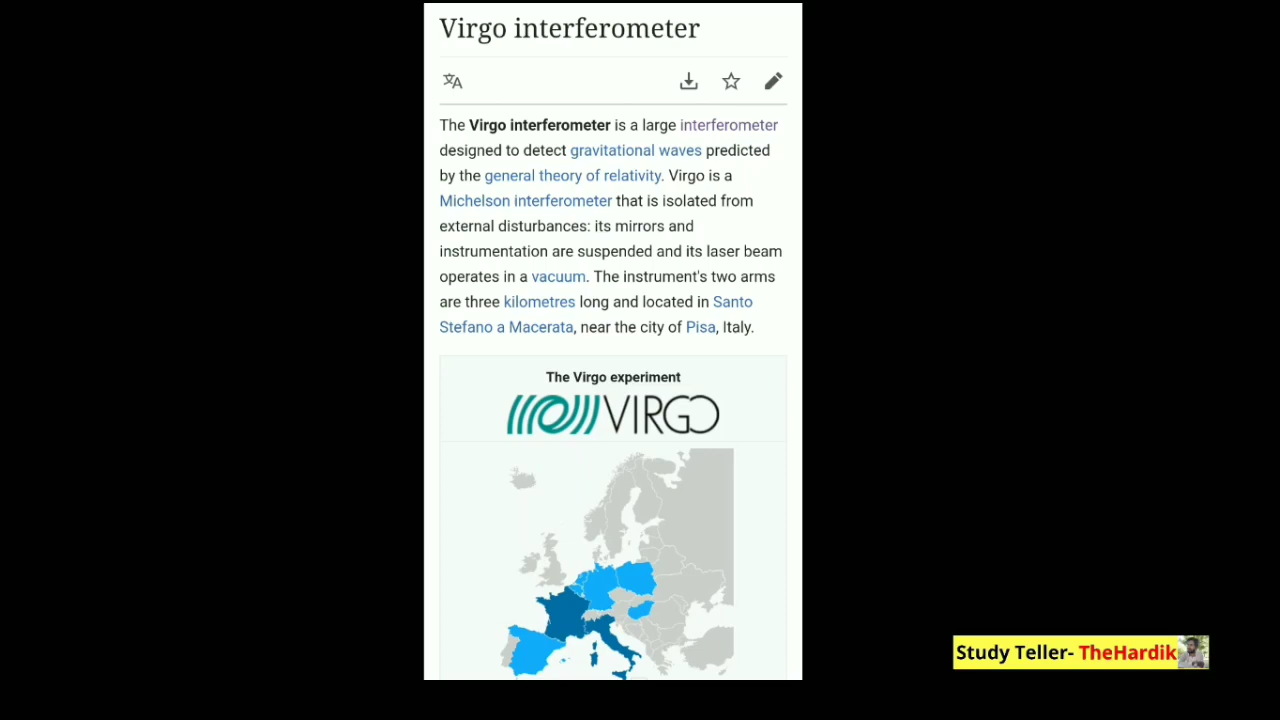 Virgo interferometer
The Virgo interferometer is a large interferometer
designed to detect gravitational waves predicted
by the general theory of relativity. Virgo is a
Michelson interferometer that is isolated from
external disturbances: its mirrors and
instrumentation are suspended and its laser beam
operates in a vacuum. The instrument's two arms
are three kilometres long and located in Santo
Stefano a Macerata, near the city of Pisa, Italy.
The Virgo experiment
VIRGO
Study Teller- TheHardik